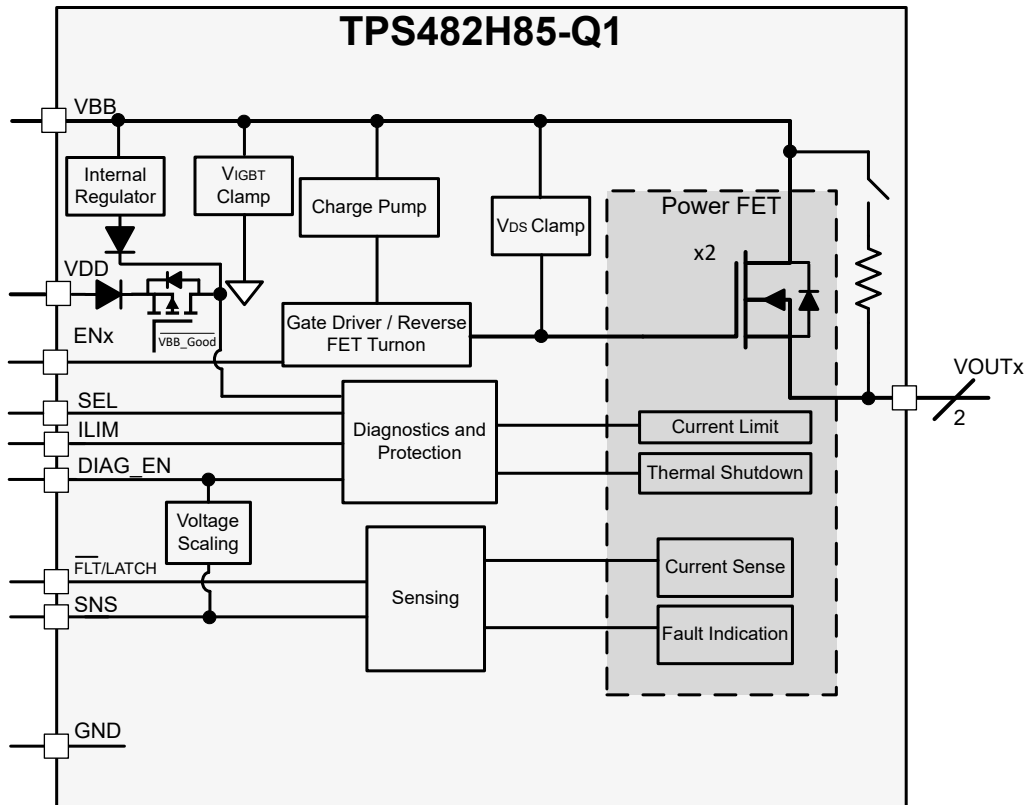 TPS482H85-Q1
VBB
Internal
Regulator
VIGBT
Clamp
Charge Pump
VDS Clamp
Power FET
x2
VDD
VBB_Good
ENx
Gate Driver / Reverse
FET Turnon
VOUTx
2
SEL
ILIM
DIAG_EN
Diagnostics and
Protection
Current Limit
Thermal Shutdown
Voltage
Scaling
FLT/LATCH
SNS
Sensing
Current Sense
Fault Indication
GND